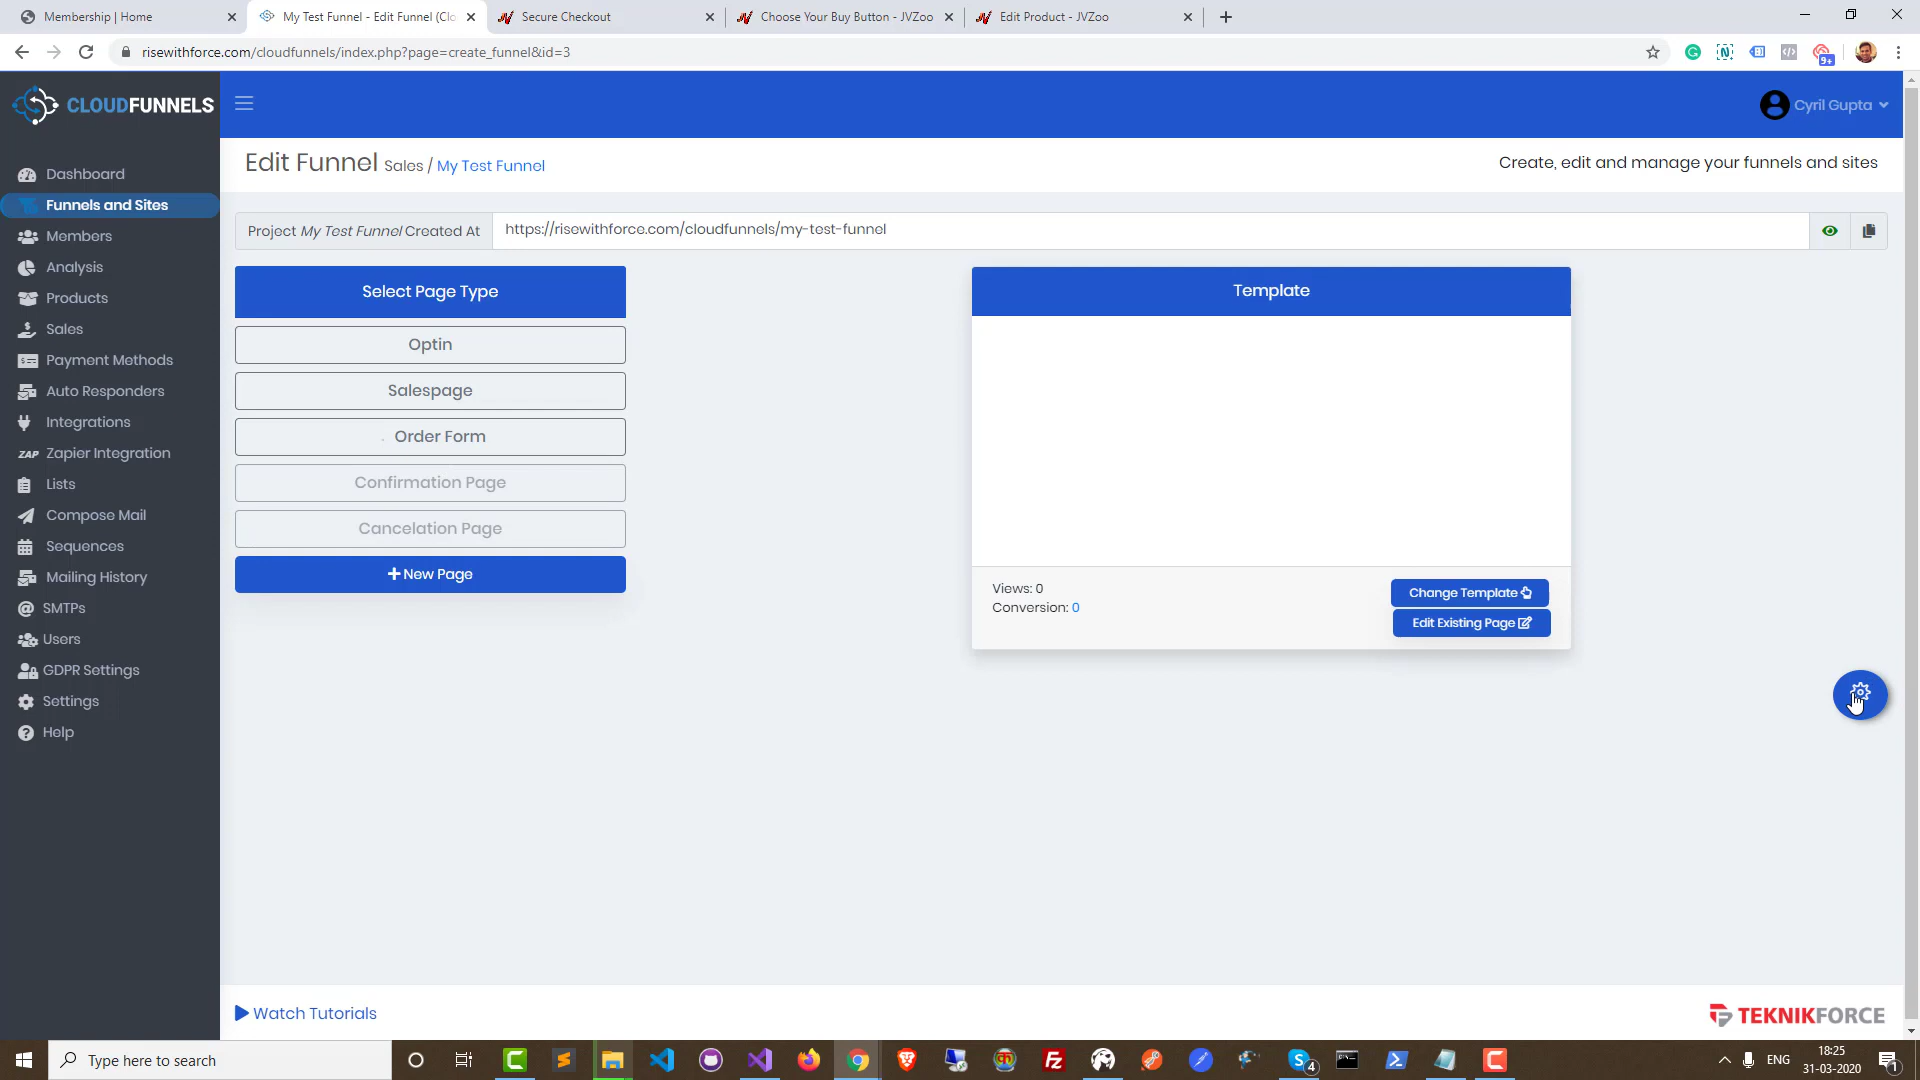 Membership | Home
My Test Funnel - Edit Funnel (Clo
Secure Checkout
Choose Your Buy Button - JVZoo
Edit Product - JVZoo
risewithforce.com/cloudfunnels/index.php?page=create_funnel&id=3
9+
CLOUDFUNNELS
Cyril Gupta
Edit Funnel Sales / My Test Funnel
Create, edit and manage your funnels and sites
Dashboard
Funnels and Sites
Members
Analysis
Products
Sales
Payment Methods
Auto Responders
Integrations
ZAP Zapier Integration
Lists
Compose Mail
Sequences
Mailing History
SMTPs
Users
GDPR Settings
Settings
Help
Project My Test Funnel Created At
https://risewithforce.com/cloudfunnels/my-test-funnel
Select Page Type
Optin
Salespage
Order Form
Confirmation Page
Cancelation Page
+ New Page
Template
Views: 0
Conversion: 0
Change Template
Edit Existing Page
Watch Tutorials
TEKNIKFORCE
Type here to search
4
ENG
18:25
31-03-2020
1